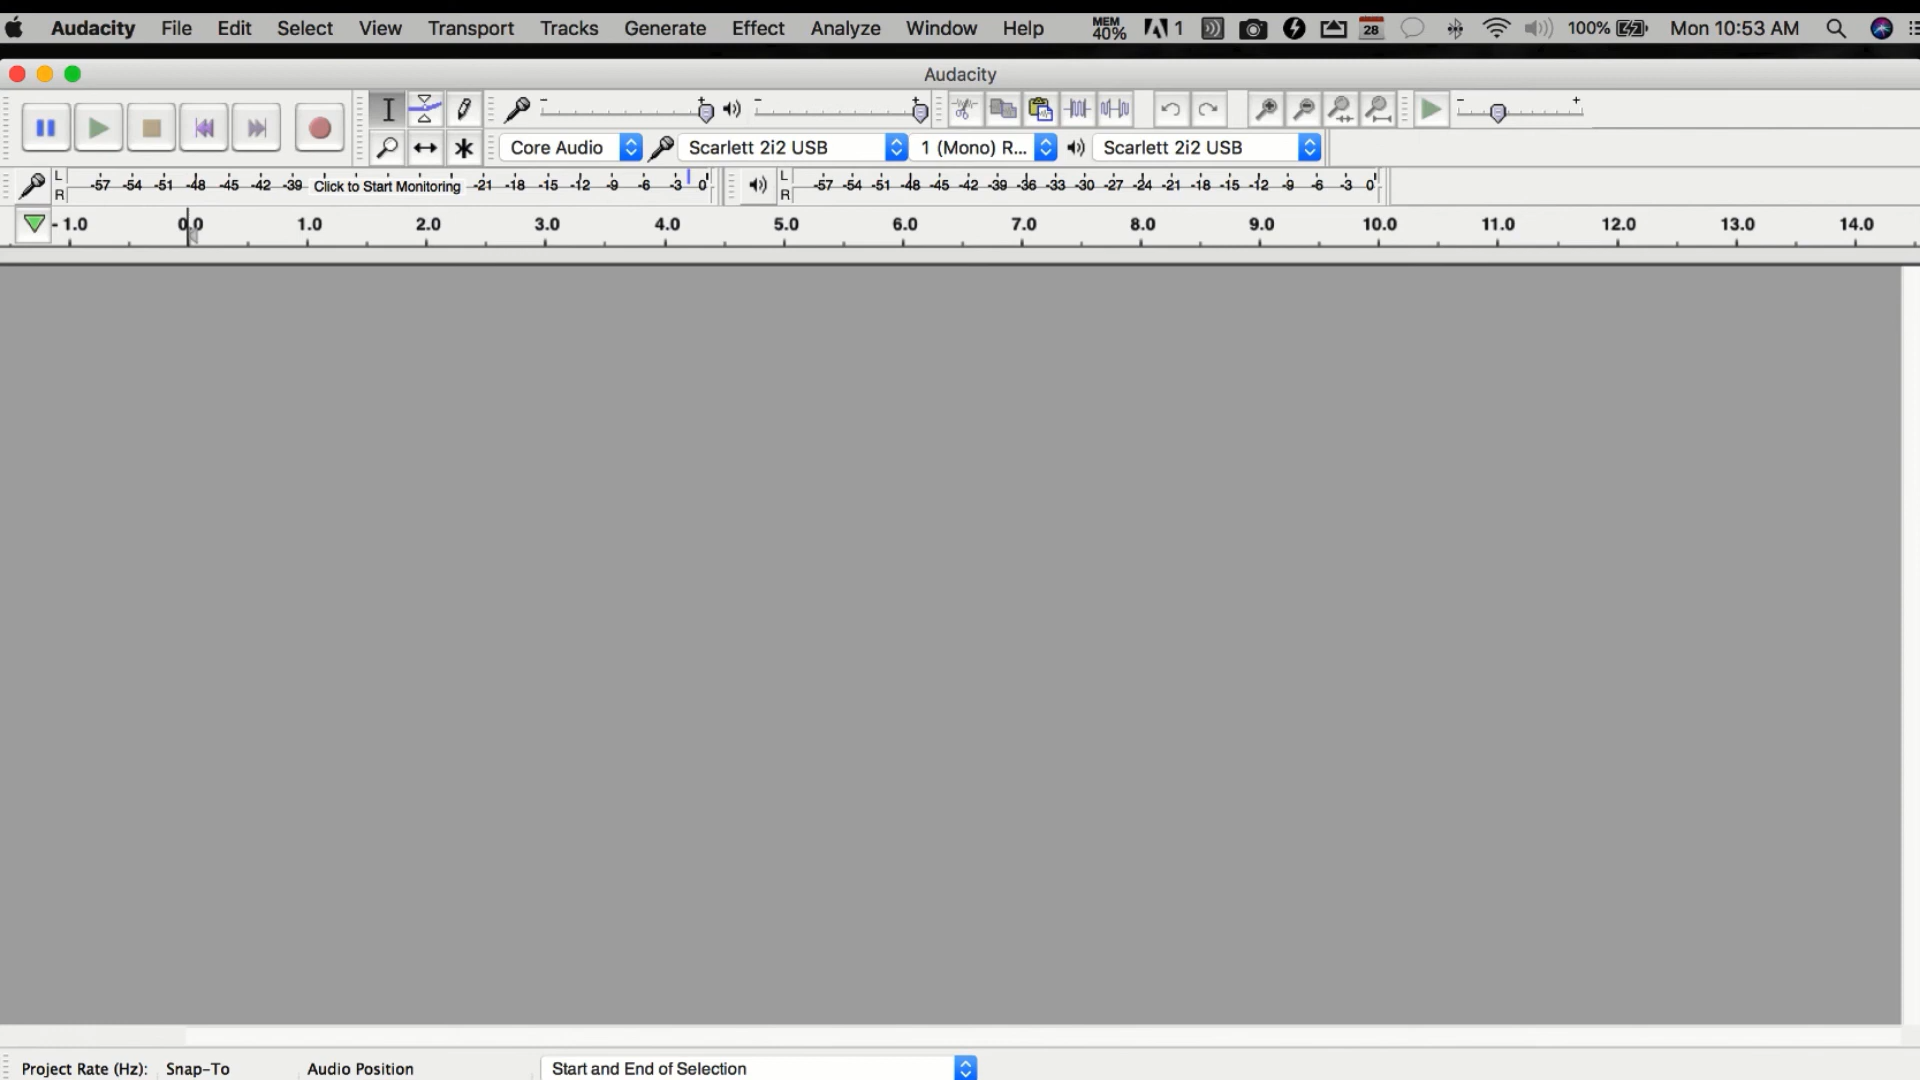 Audacity File Edit Select View Transport Tracks Generate Effect Analyze Window Help MEM 40% 1 28 100% Mon 10:53 AM
Audacity
Core Audio Scarlett 2i2 USB 1 (Mono) R... Scarlett 2i2 USB
L R -57 -54 -51 -48 -45 -42 -39 Click to Start Monitoring -21 -18 -15 -12 -9 -6 -3 0 L R -57 -54 -51 -48 -45 -42 -39 -36 -33 -30 -27 -24 -21 -18 -15 -12 -9 -6 -3 0
- 1.0 0.0 1.0 2.0 3.0 4.0 5.0 6.0 7.0 8.0 9.0 10.0 11.0 12.0 13.0 14.0
Project Rate (Hz): Snap-To Audio Position Start and End of Selection